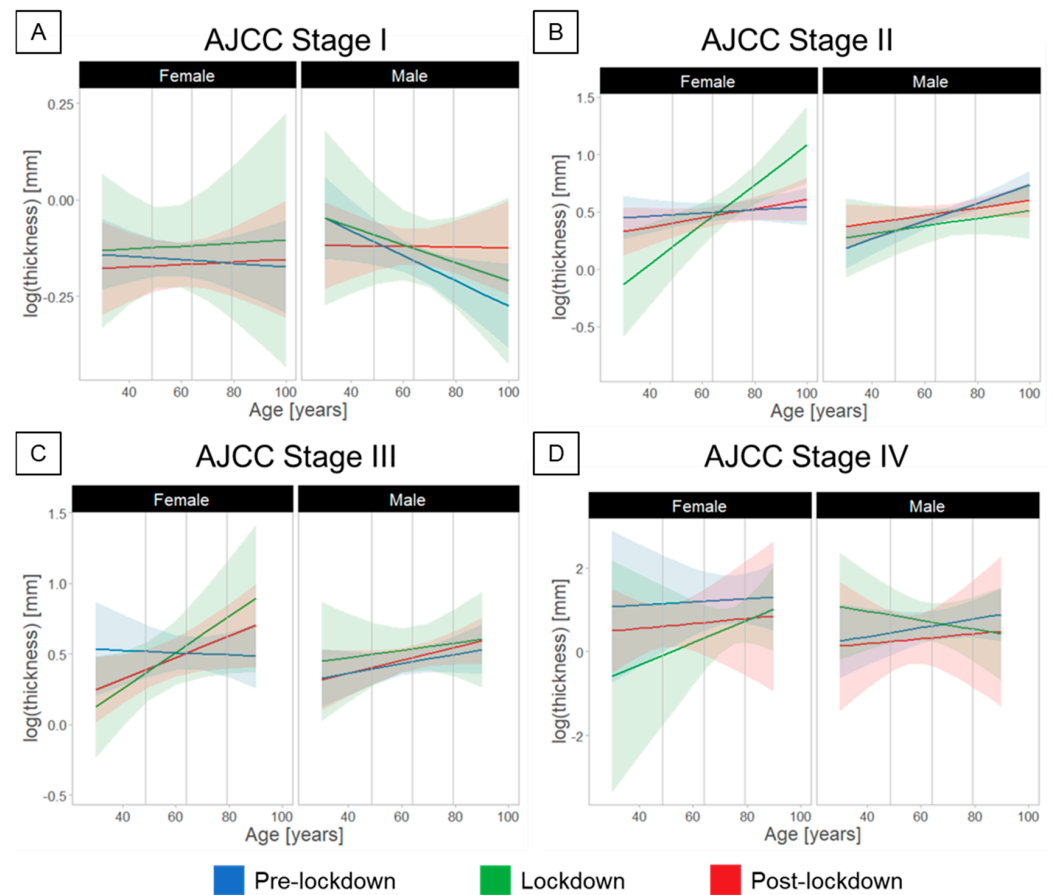 A
AJCC Stage I
Female
Male
log(thickness) [mm]
0.25
0.00
-0.25
40
60
80
100
40
60
80
100
Age [years]
B
AJCC Stage II
Female
Male
log(thickness) [mm]
1.5
1.0
0.5
0.0
-0.5
40
60
80
100
40
60
80
100
Age [years]
C
AJCC Stage III
Female
Male
log(thickness) [mm]
1.5
1.0
0.5
0.0
-0.5
40
60
80
100
40
60
80
100
Age [years]
D
AJCC Stage IV
Female
Male
log(thickness) [mm]
2
0
-2
40
60
80
100
40
60
80
100
Age [years]
Pre-lockdown
Lockdown
Post-lockdown